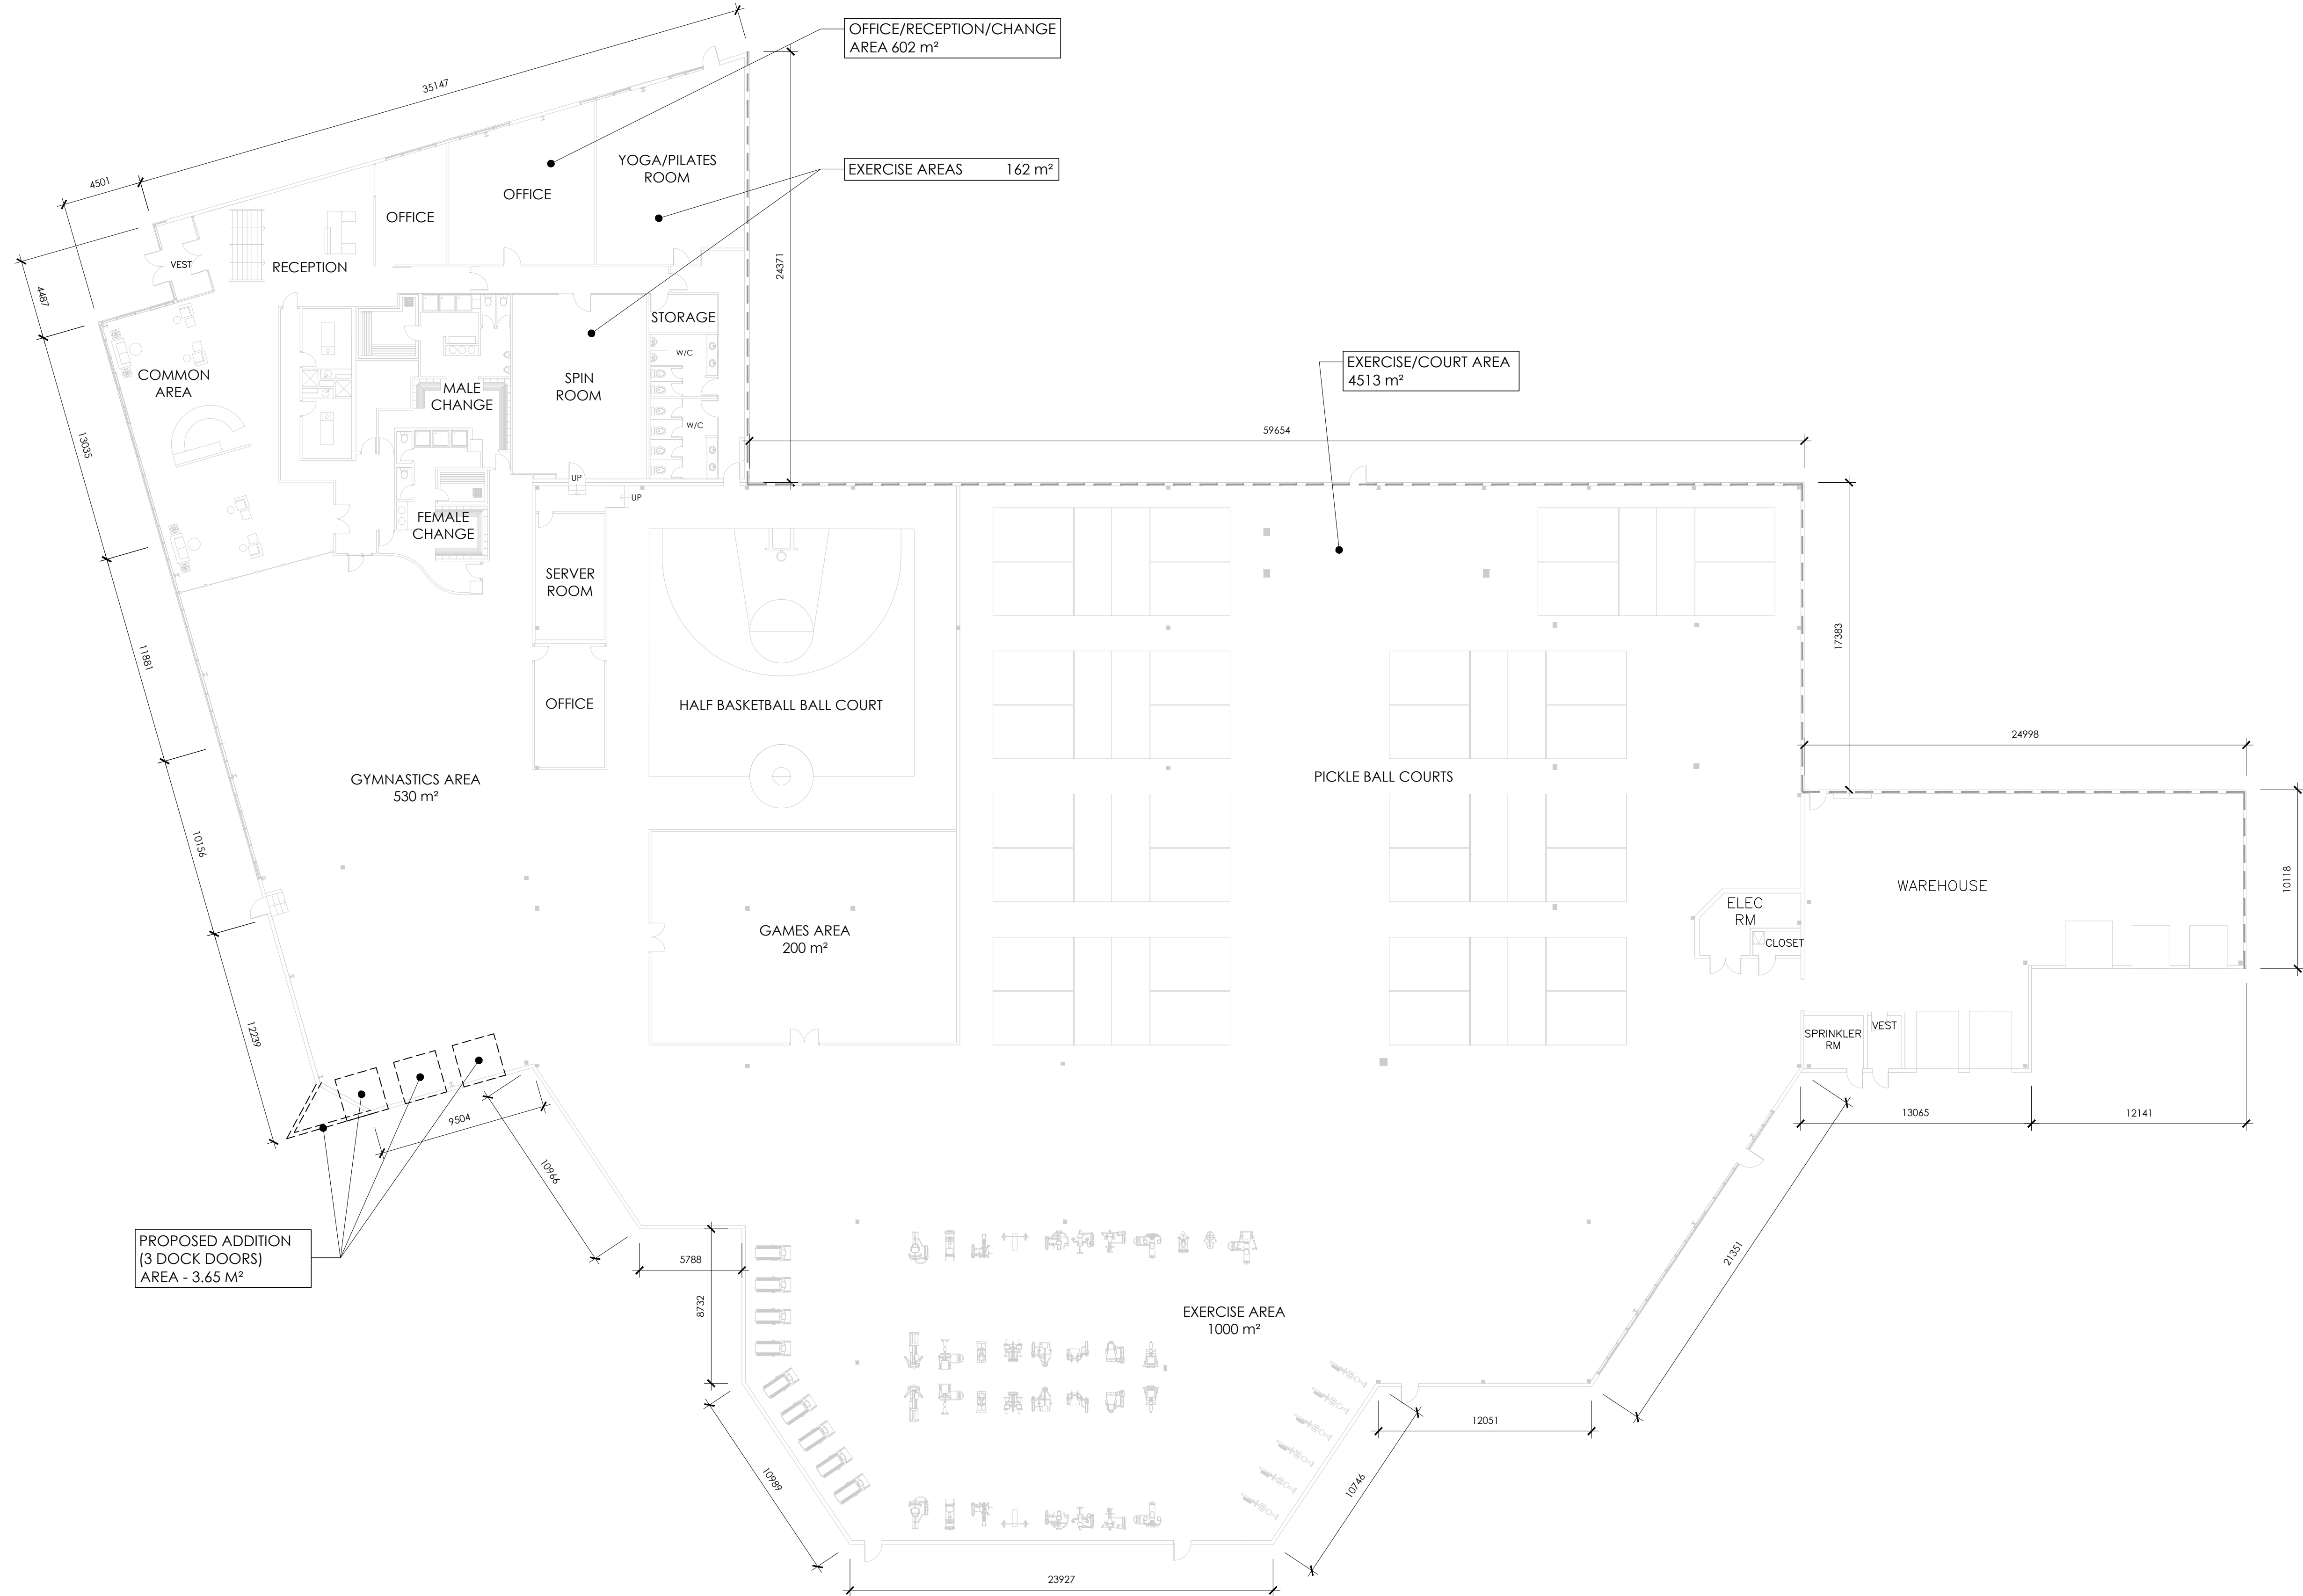 OFFICE/RECEPTION/CHANGE
AREA 602 m²
35147
YOGA/PILATES
ROOM
EXERCISE AREAS 162 m²
4501
OFFICE
OFFICE
24371
VEST
RECEPTION
4487
STORAGE
W/C
EXERCISE/COURT AREA
4513 m²
COMMON
AREA
SPIN
ROOM
MALE
CHANGE
W/C
59654
13035
UP
UP
FEMALE
CHANGE
SERVER
ROOM
17383
11881
OFFICE
HALF BASKETBALL BALL COURT
24998
GYMNASTICS AREA
530 m²
PICKLE BALL COURTS
10156
10118
WAREHOUSE
ELEC
RM
GAMES AREA
200 m²
CLOSET
12239
SPRINKLER
RM
VEST
9504
13065
12141
10966
PROPOSED ADDITION
(3 DOCK DOORS)
AREA - 3.65 M²
5788
21351
8732
EXERCISE AREA
1000 m²
12051
10989
10746
23927